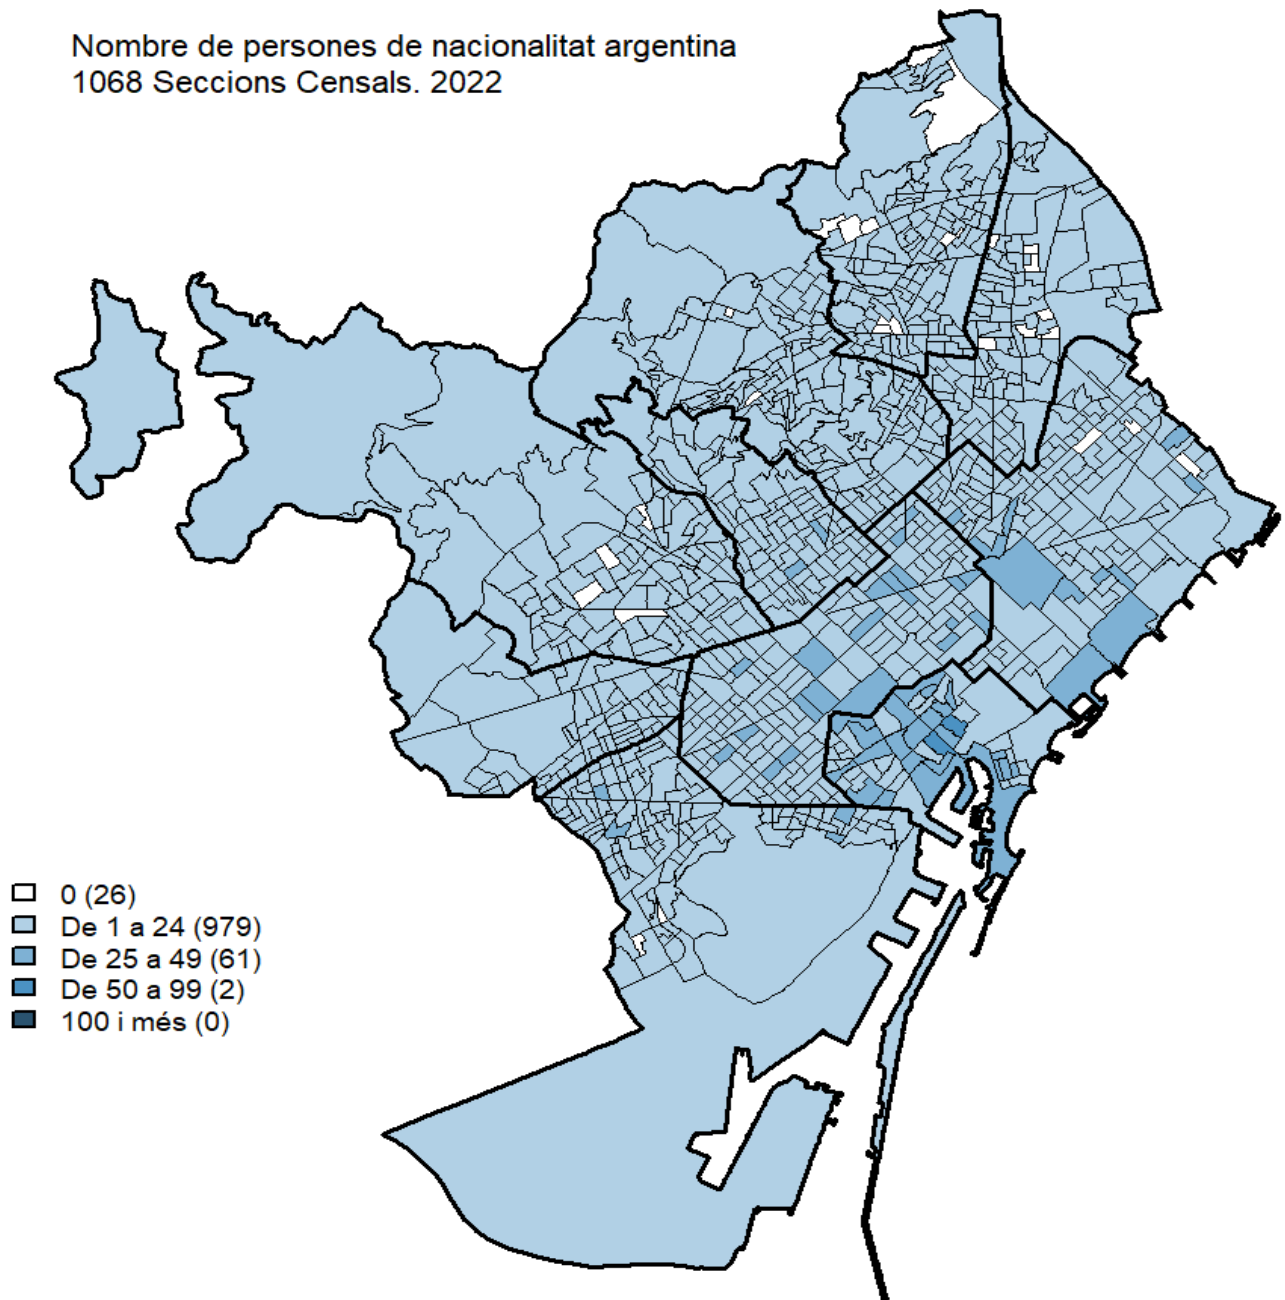 Nombre de persones de nacionalitat argentina
1068 Seccions Censals. 2022
0 (26)
De 1 a 24 (979)
De 25 a 49 (61)
De 50 a 99 (2)
100 i més (0)